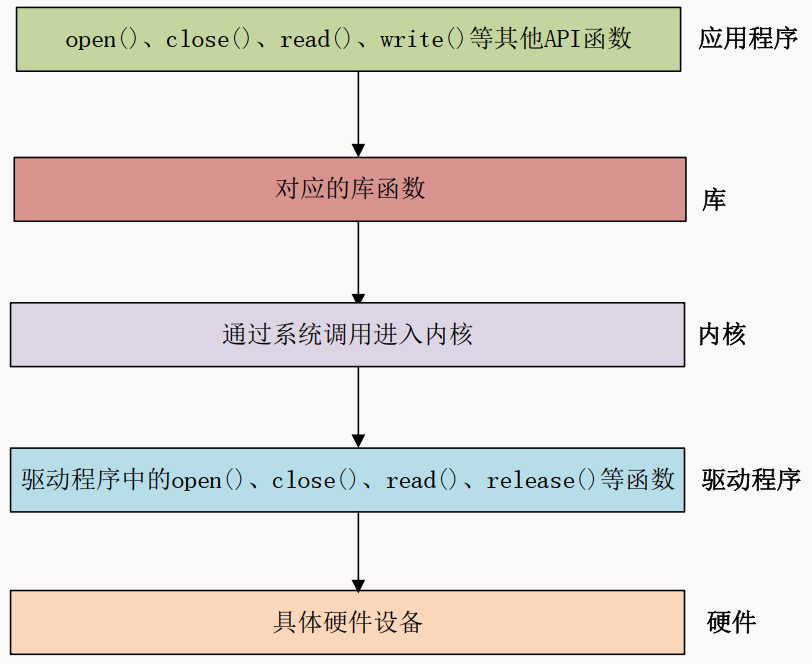 open()、close()、read()、write()等其他API函数
应用程序
对应的库函数
库
通过系统调用进入内核
内核
驱动程序中的open()、close()、read()、release()等函数
驱动程序
具体硬件设备
硬件